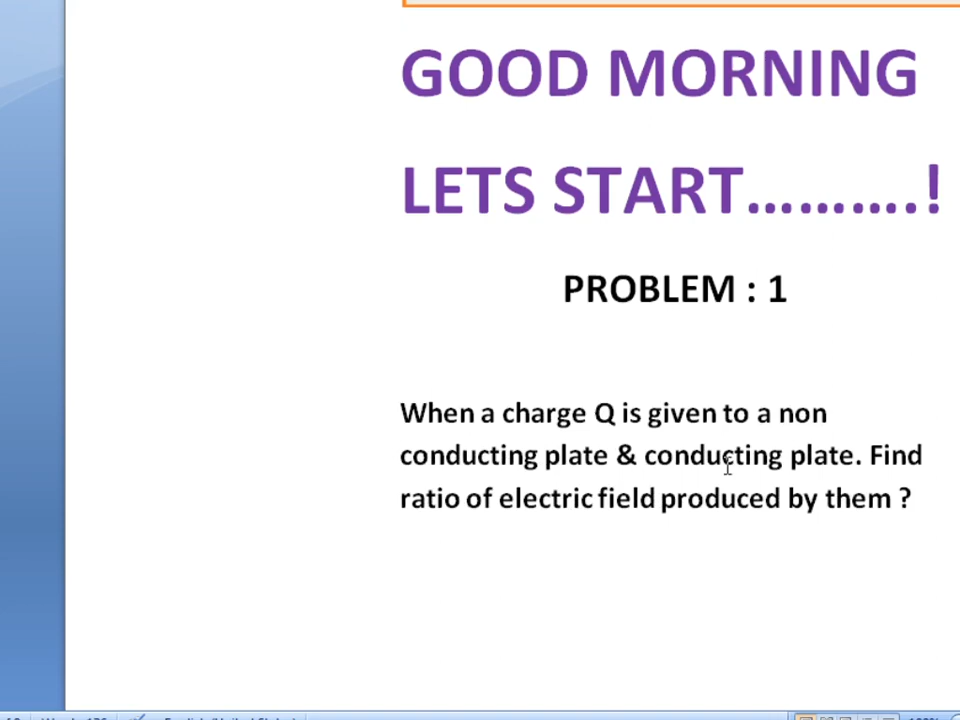 GOOD MORNING
LETS START……….!
PROBLEM : 1
When a charge Q is given to a non
conducting plate & conducting plate. Find
ratio of electric field produced by them ?